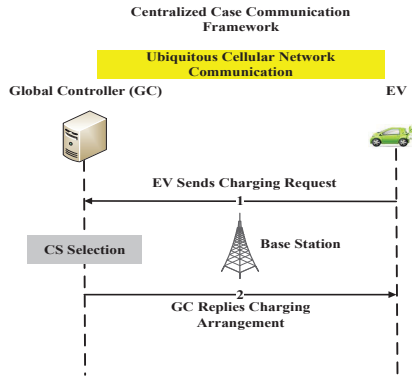 Centralized Case Communication
Framework
Ubiquitous Cellular Network
Communication
Global Controller (GC)
EV
EV Sends Charging Request
1
CS Selection
Base Station
2
GC Replies Charging
Arrangement